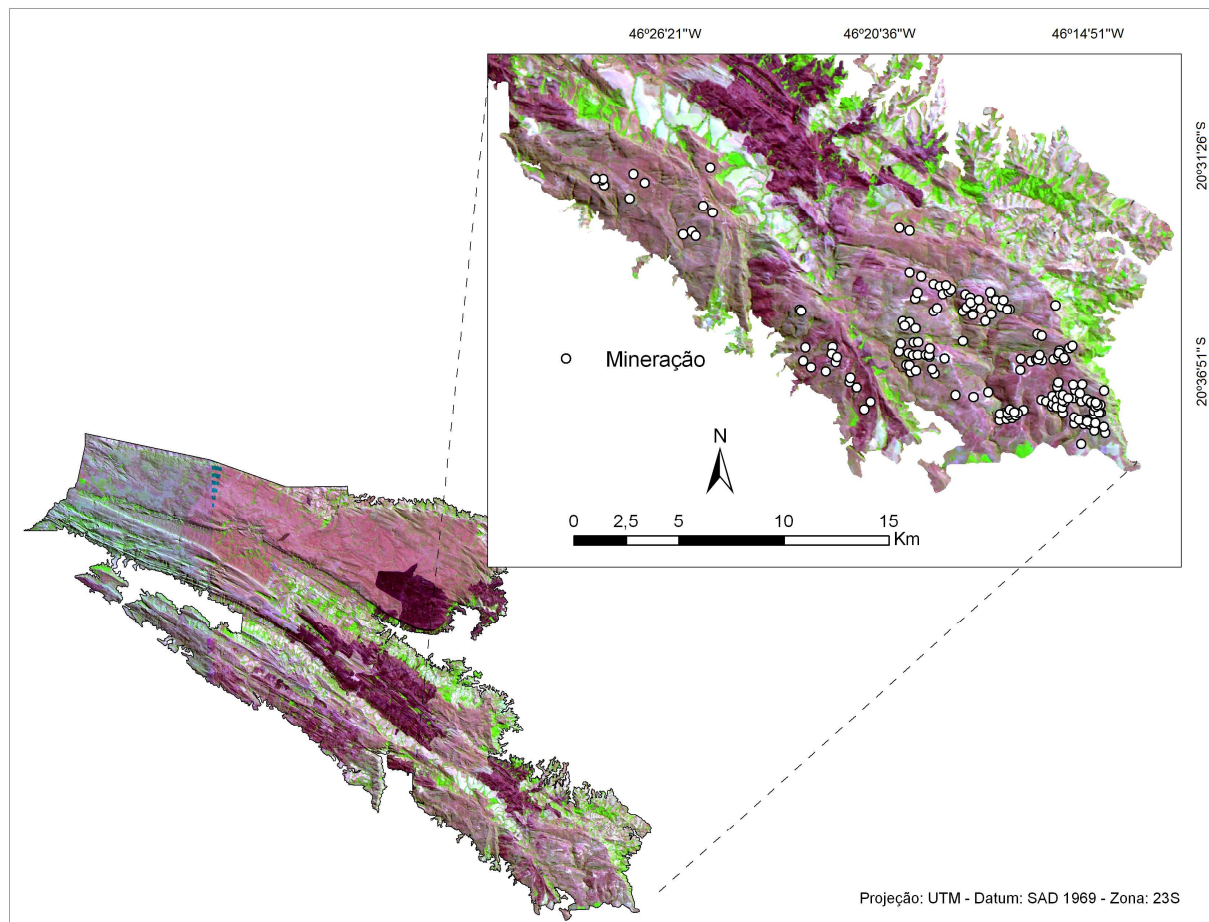 46º26'21"W 46º20'36"W 46º14'51"W
20º31'26"S
20º36'51"S
Mineração
N
0 2,5 5 10 15
Km
Projeção: UTM - Datum: SAD 1969 - Zona: 23S